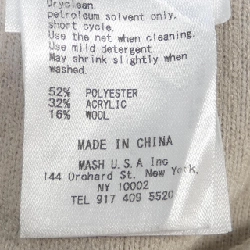 Dryclean
petroleum solvent only,
short cycle.
Use the net when cleaning.
Use mild detergent.
May shrink slightly when
washed.
52% POLYESTER
32% ACRYLIC
16% WOOL
MADE IN CHINA
MASH U.S.A Inc
144 Orchard St. New York,
NY 10002
TEL 917 409 5520